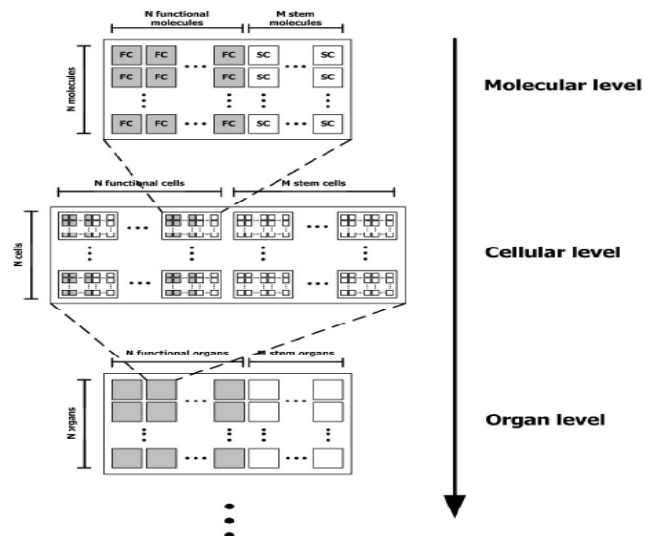 N functional molecules
M stem molecules
N molecules
FC FC ••• FC SC ••• SC
FC FC FC SC SC
FC FC ••• FC SC ••• SC
Molecular level
N functional cells
M stem cells
N cells
Cellular level
N functional organs
M stem organs
N organs
Organ level